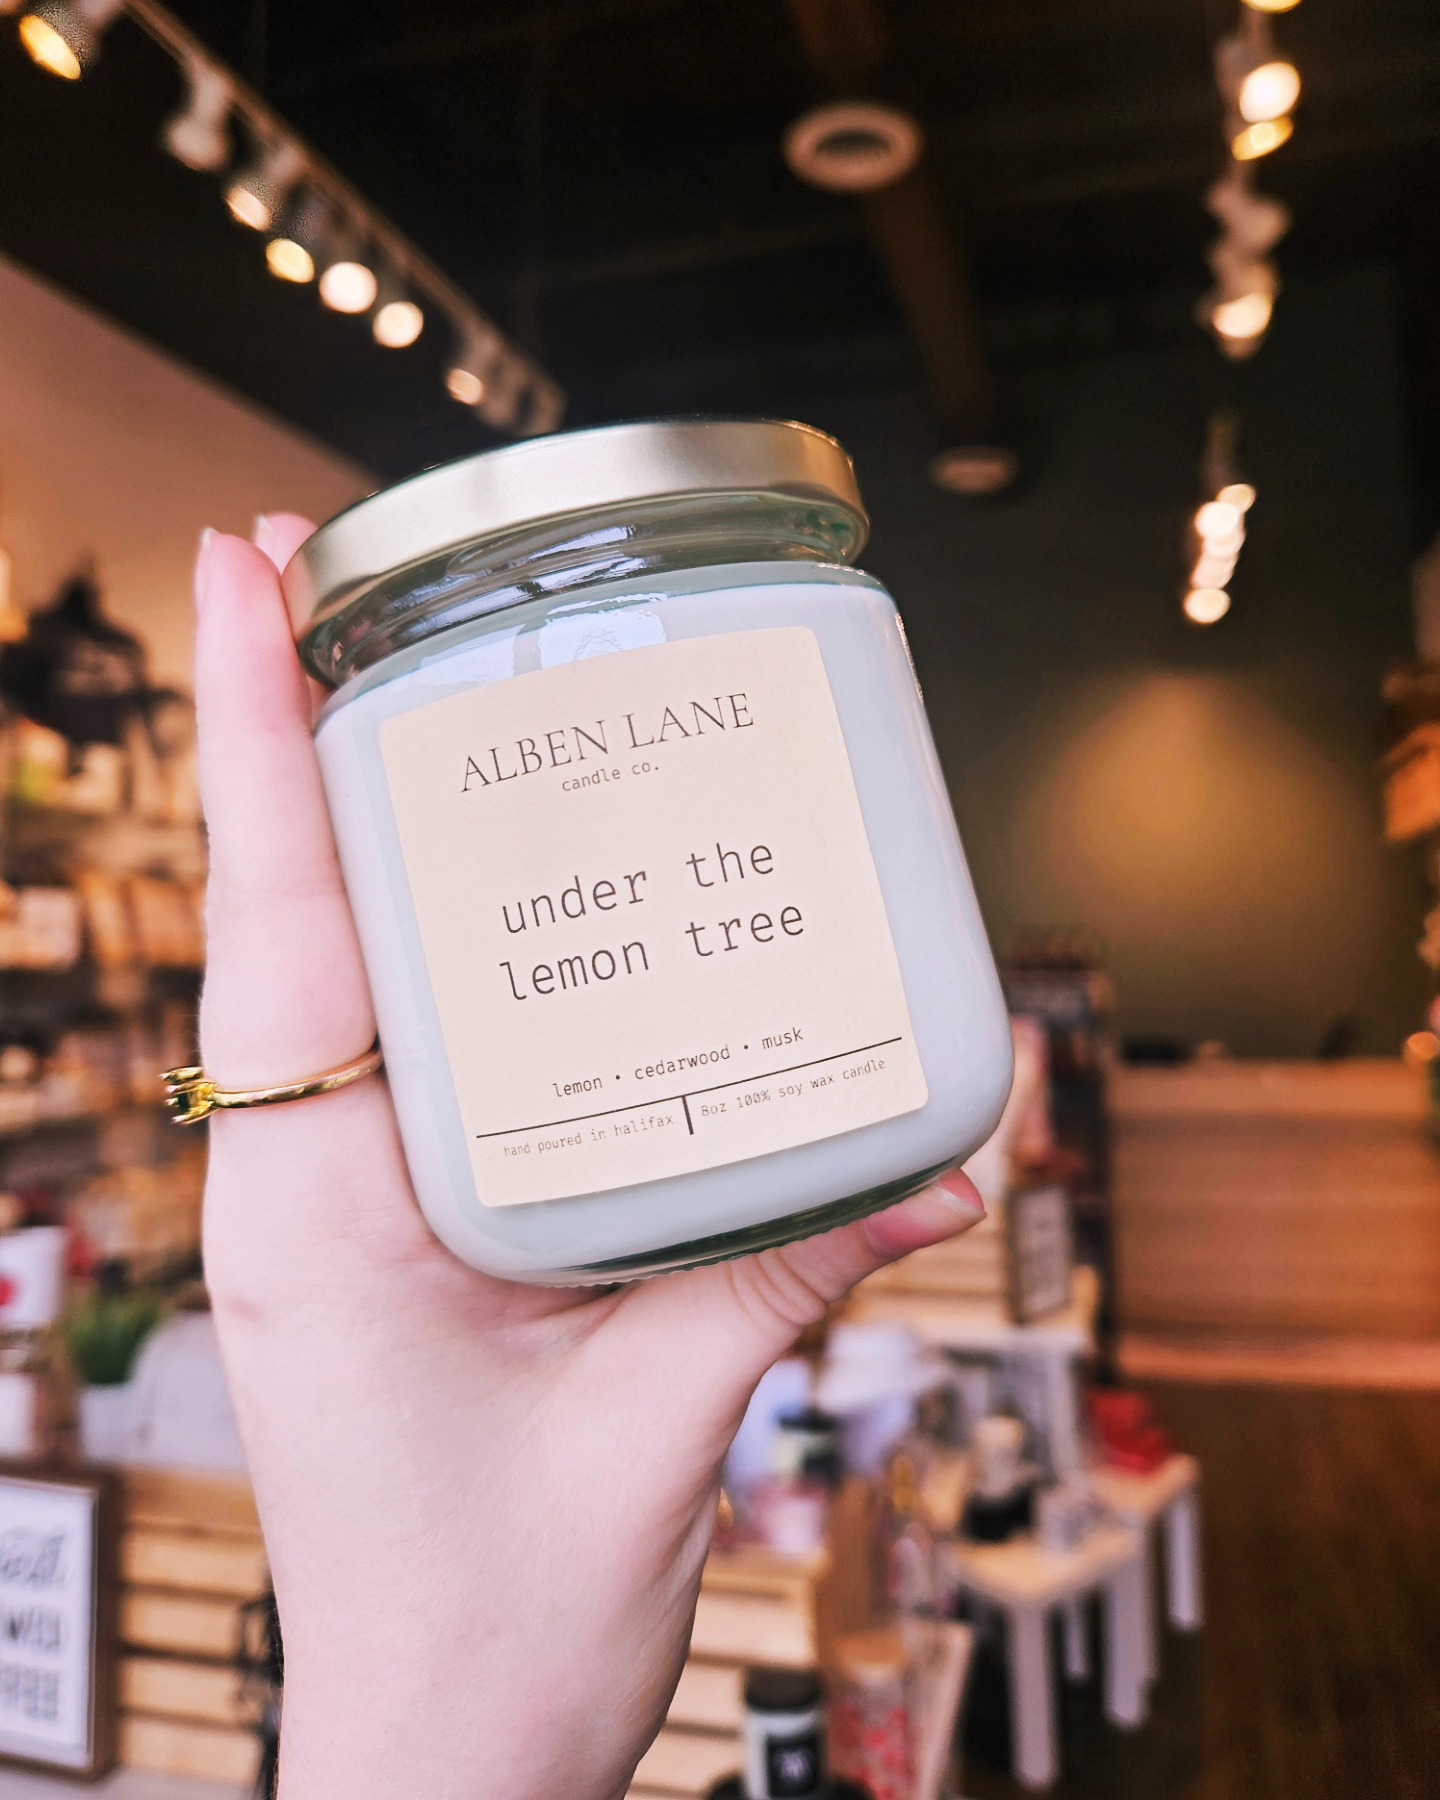 ALBEN LANE
candle co.
under the
lemon tree
lemon • cedarwood • musk
hand poured in halifax
8oz 100% soy wax candle